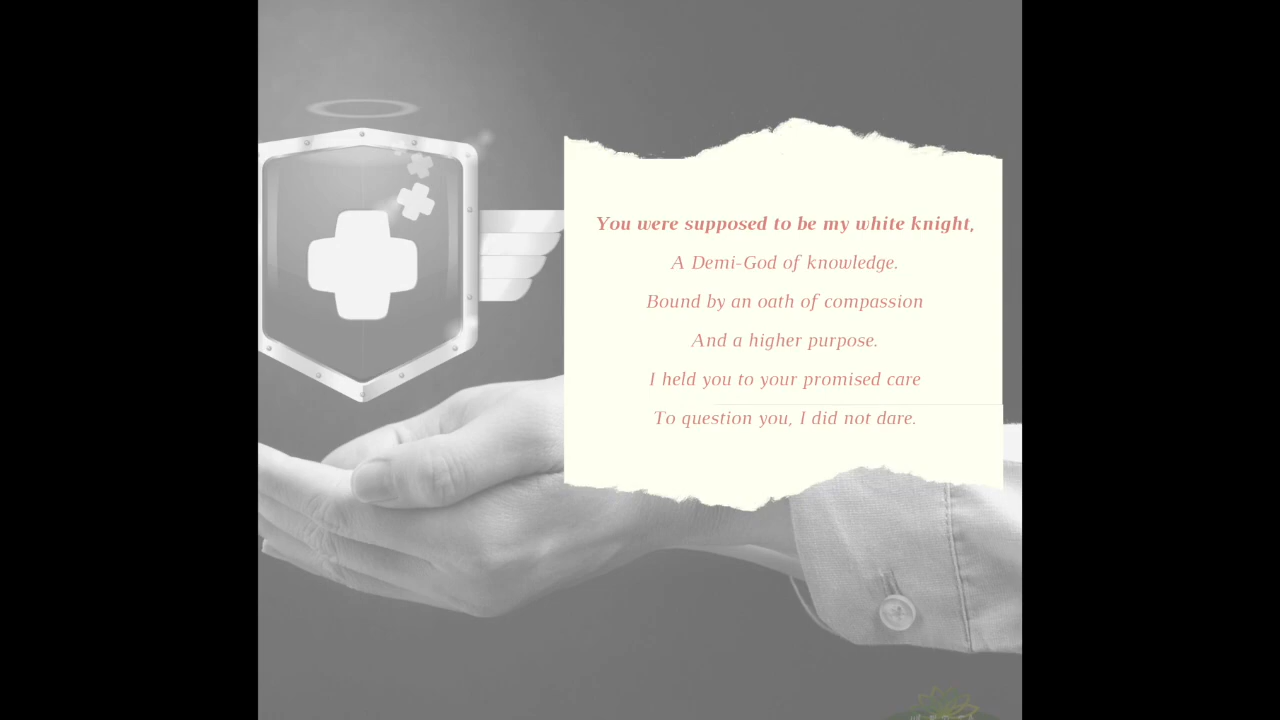 You were supposed to be my white knight,
A Demi-God of knowledge.
Bound by an oath of compassion
And a higher purpose.
I held you to your promised care
To question you, I did not dare.